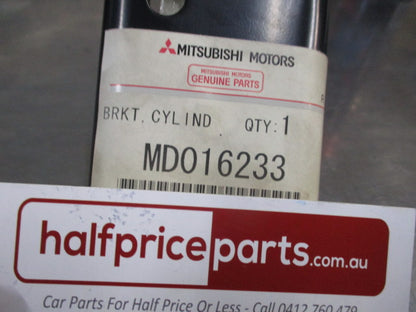 MITSUBISHI MOTORS
MITSUBISHI MOTORS
GENUINE PARTS
BRKT, CYLIND QTY:1
MD016233
halfpriceparts.com.au
Car Parts For Half Price Or Less - Call 0412 760 479